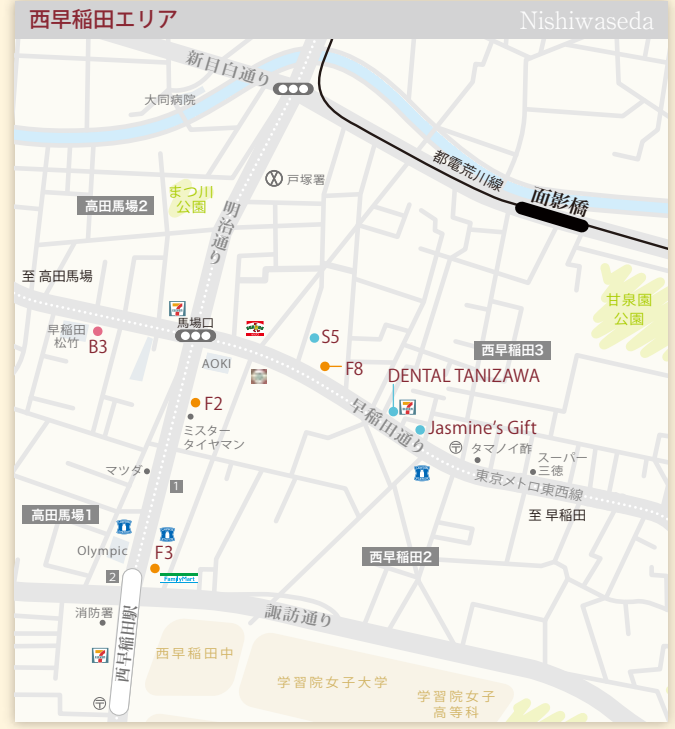 西早稲田エリア
Nishiwaseda
新目白通り
大同病院
都電荒川線
戸塚署
まつ川
公園
面影橋
高田馬場2
明治通り
至 高田馬場
甘泉園
公園
馬場口
早稲田
松竹
B3
S5
西早稲田3
AOKI
F8
DENTAL TANIZAWA
F2
早稲田通り
ミスター
タイヤマン
Jasmine's Gift
タマノイ酢
スーパー
三徳
マツダ
東京メトロ東西線
1
高田馬場1
至 早稲田
Olympic
F3
西早稲田2
2
FamilyMart
消防署
諏訪通り
西早稲田駅
西早稲田中
学習院女子大学
学習院女子
高等科